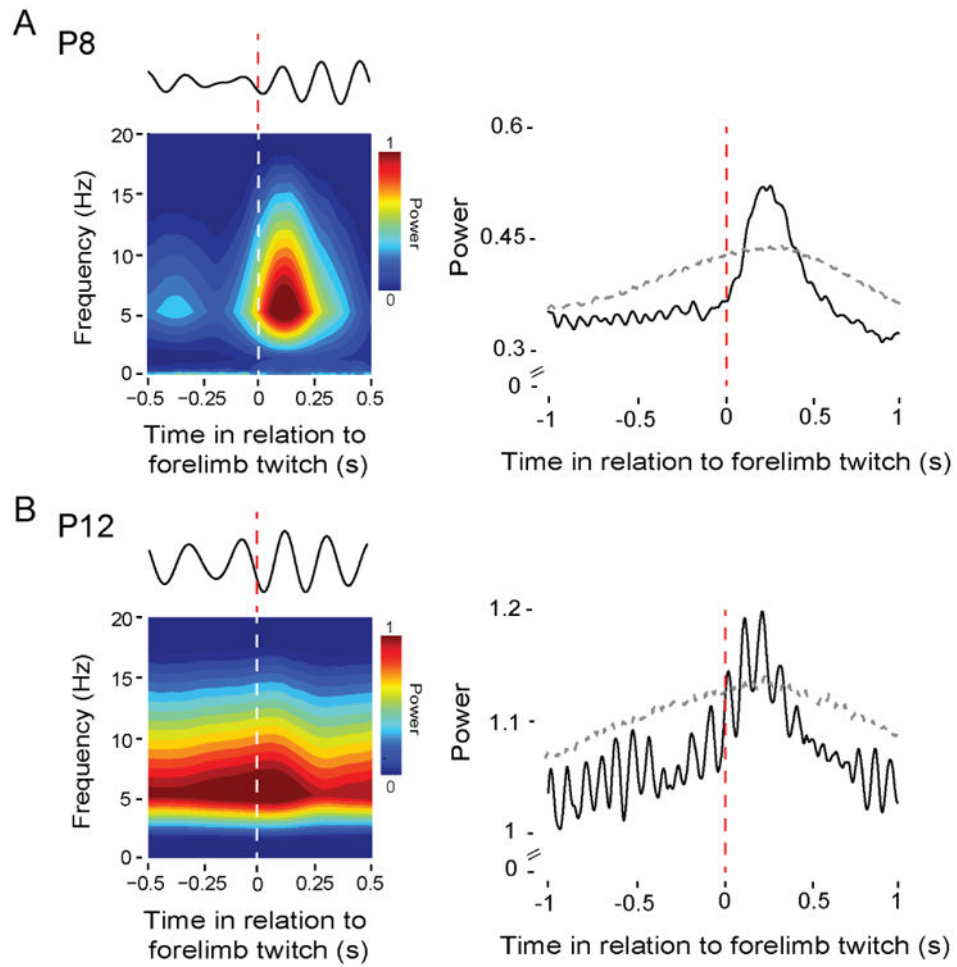 A
P8
20
15
10
5
0
Frequency (Hz)
1
Power
0
−0.5 −0.25 0 0.25 0.5
Time in relation to
forelimb twitch (s)
0.6
0.45
0.3
0
Power
-1 -0.5 0 0.5 1
Time in relation to forelimb twitch (s)
B
P12
20
15
10
5
0
Frequency (Hz)
1
Power
0
−0.5 −0.25 0 0.25 0.5
Time in relation to
forelimb twitch (s)
1.2
1.1
1
0
Power
-1 -0.5 0 0.5 1
Time in relation to forelimb twitch (s)